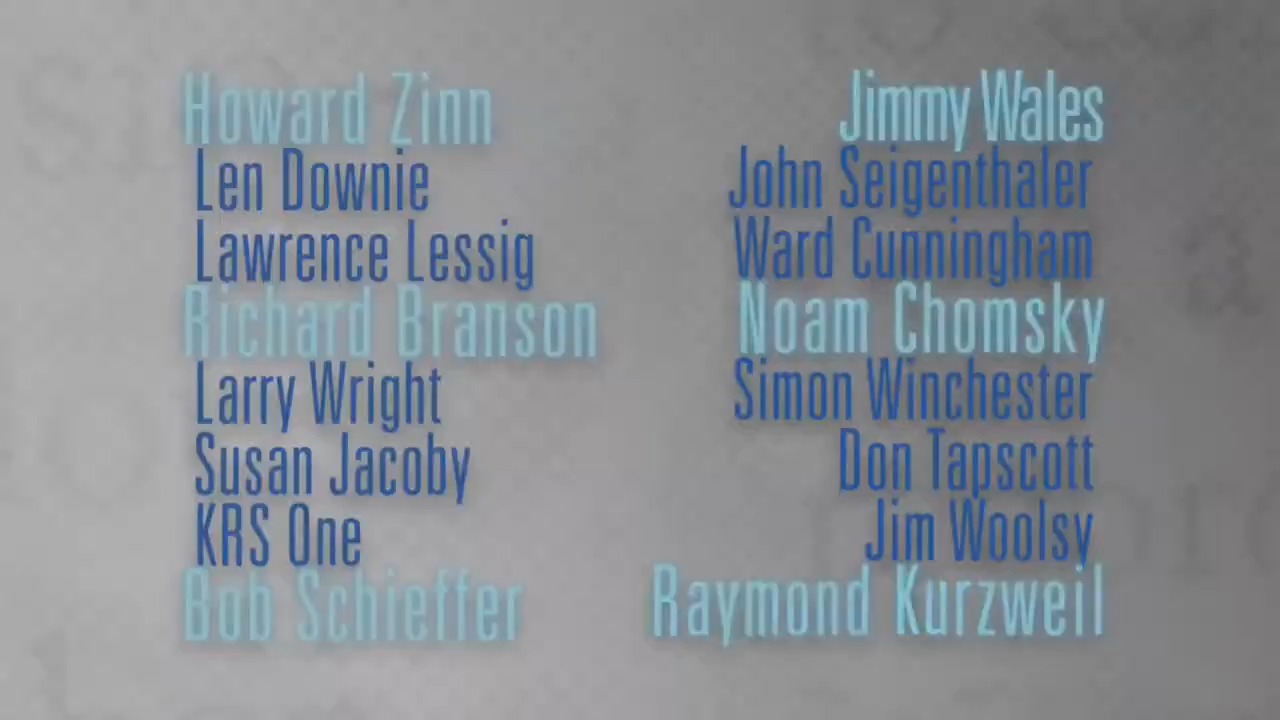 Howard Zinn
Len Downie
Lawrence Lessig
Richard Branson
Larry Wright
Susan Jacoby
KRS One
Bob Schieffer
Jimmy Wales
John Seigenthaler
Ward Cunningham
Noam Chomsky
Simon Winchester
Don Tapscott
Jim Woolsy
Raymond Kurzweil